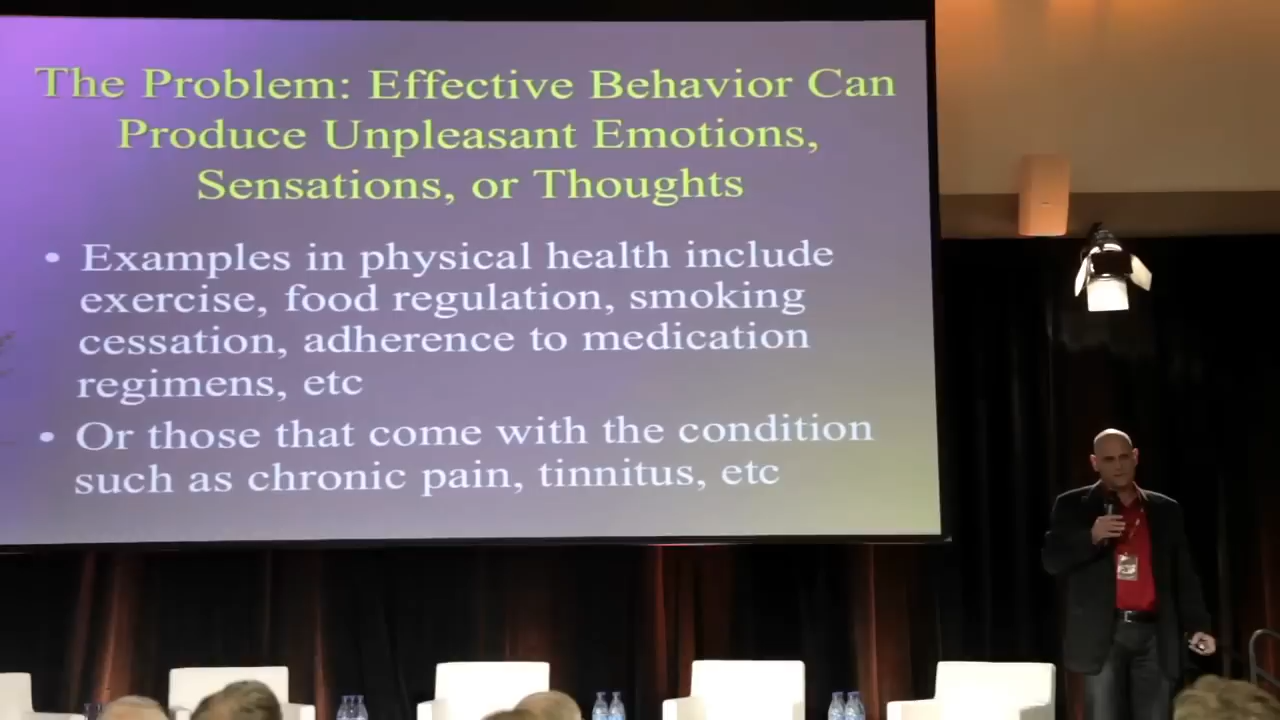 The Problem: Effective Behavior Can
Produce Unpleasant Emotions,
Sensations, or Thoughts
• Examples in physical health include
exercise, food regulation, smoking
cessation, adherence to medication
regimens, etc
• Or those that come with the condition
such as chronic pain, tinnitus, etc